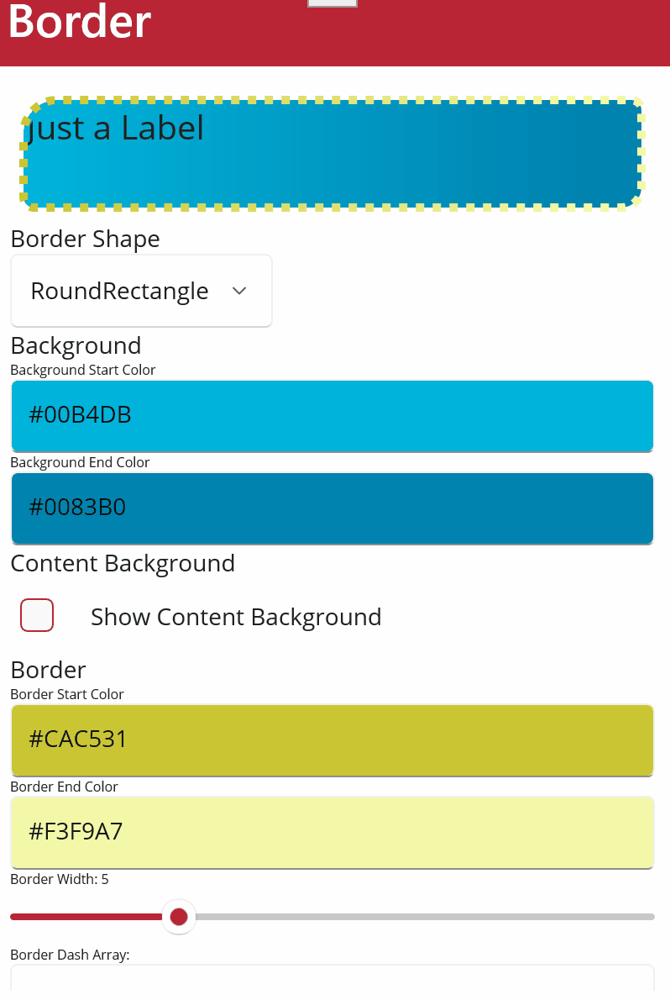 Border
Just a Label
Border Shape
RoundRectangle
Background
Background Start Color
#00B4DB
Background End Color
#0083B0
Content Background
Show Content Background
Border
Border Start Color
#CAC531
Border End Color
#F3F9A7
Border Width: 5
Border Dash Array: